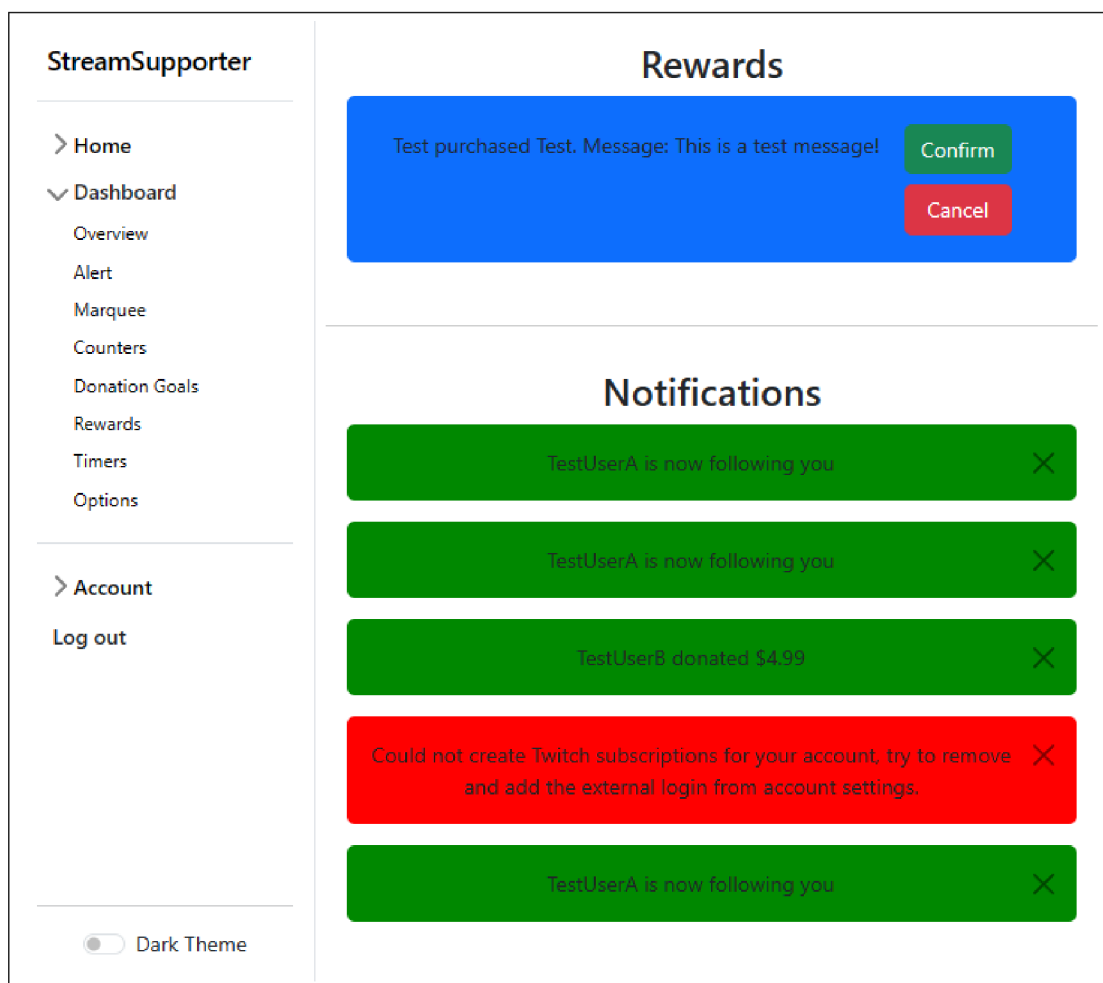 StreamSupporter
Home
Dashboard
Overview
Alert
Marquee
Counters
Donation Goals
Rewards
Timers
Options
Account
Log out
Dark Theme
Rewards
Test purchased Test. Message: This is a test message!
Confirm
Cancel
Notifications
TestUserA is now following you
TestUserA is now following you
TestUserB donated $4.99
Could not create Twitch subscriptions for your account, try to remove
and add the external login from account settings.
TestUserA is now following you